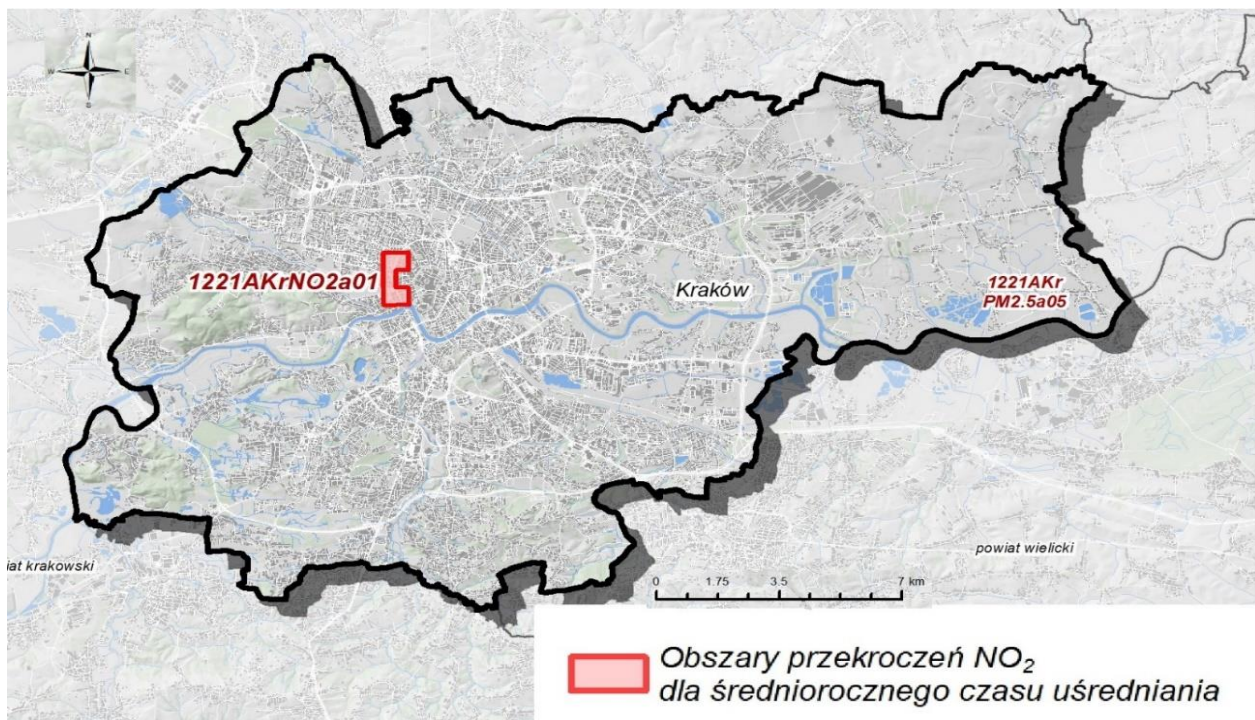 N
W
E
S
1221AKrNO2a01
Kraków
1221AKr
PM2.5a05
iat krakowski
powiat wielicki
0 1.75 3.5 7 km
Obszary przekroczeń NO₂
dla średniorocznego czasu uśredniania